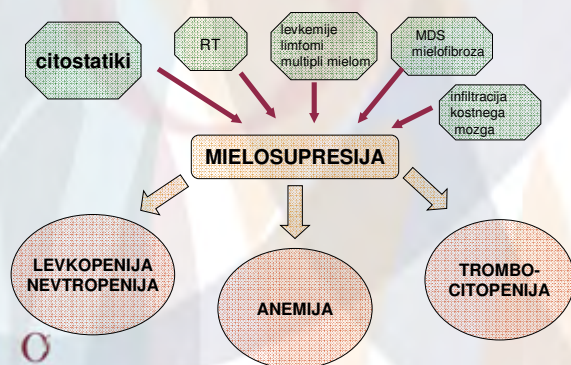 citostatiki
RT
levkemije
limfomi
multipli mielom
MDS
mielofibroza
infiltracija
kostnega
mozga
MIELOSUPRESIJA
LEVKOPENIJA
NEVTROPENIJA
ANEMIJA
TROMBO-
CITOPENIJA